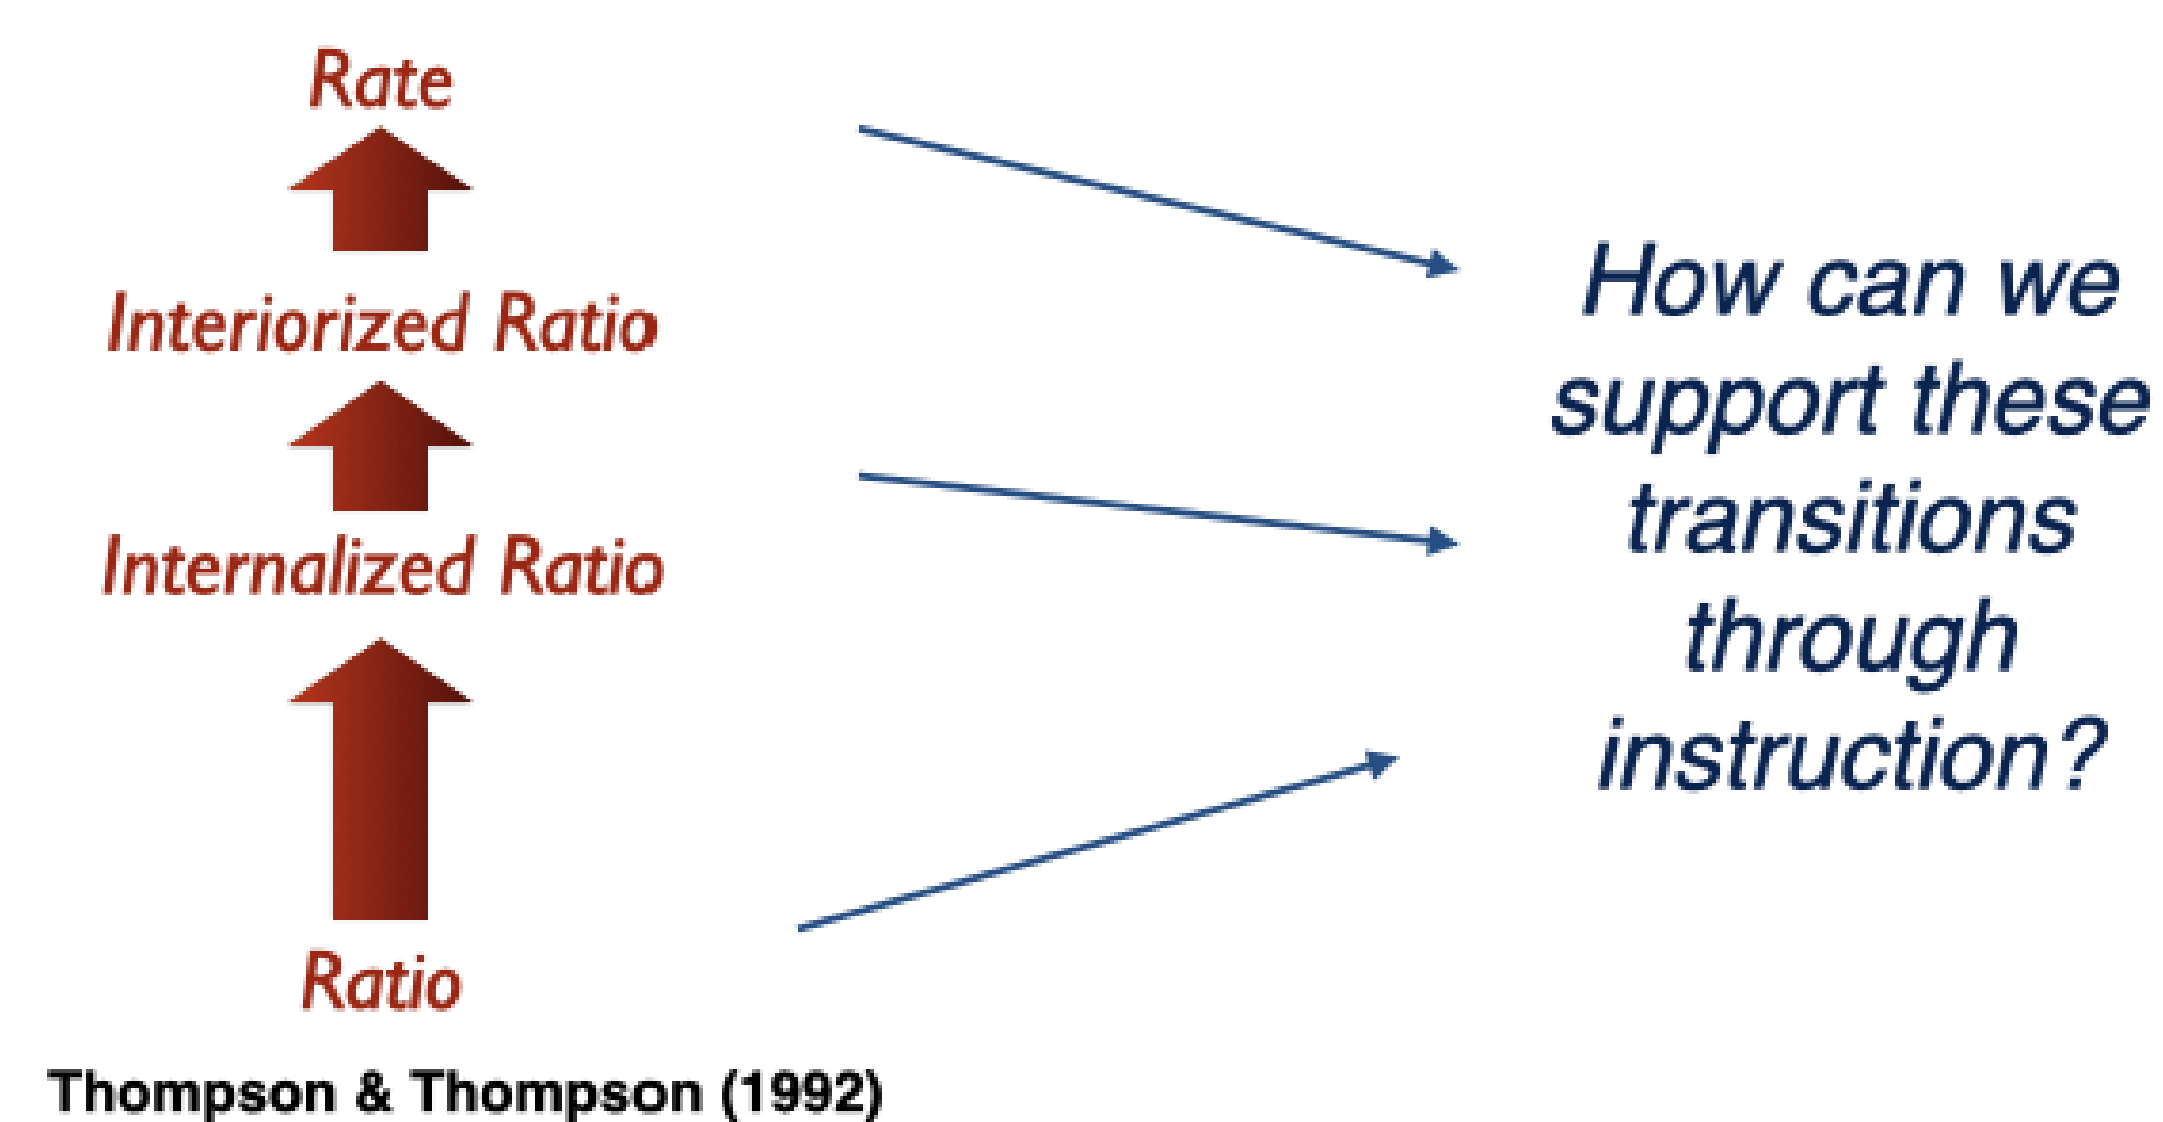 Rate
Interiorized Ratio
Internalized Ratio
Ratio
Thompson & Thompson (1992)
How can we
support these
transitions
through
instruction?